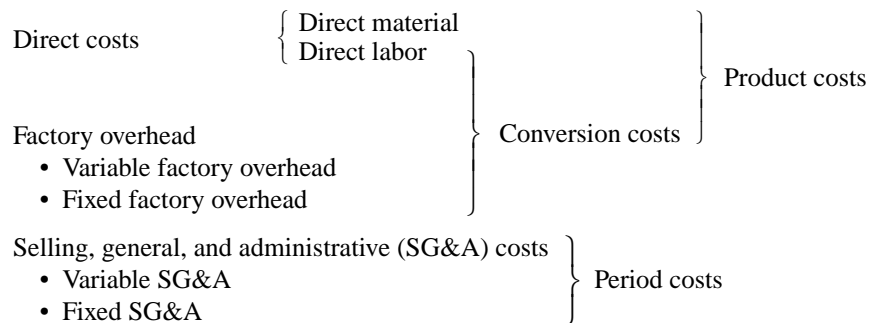 Direct costs
Direct material
Direct labor
Product costs
Factory overhead
Conversion costs
• Variable factory overhead
• Fixed factory overhead
Selling, general, and administrative (SG&A) costs
• Variable SG&A
Period costs
• Fixed SG&A